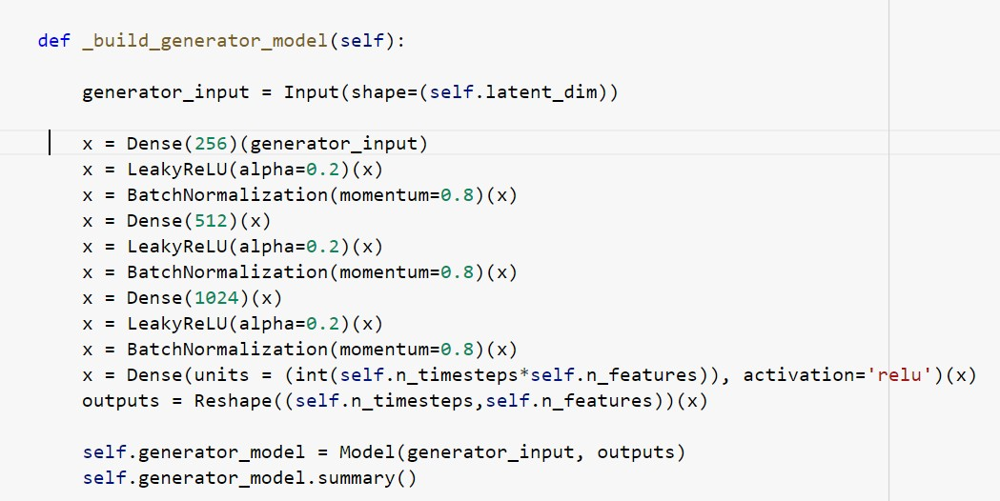 def _build_generator_model(self):
generator_input = Input(shape=(self.latent_dim))
x = Dense(256)(generator_input)
x = LeakyReLU(alpha=0.2)(x)
x = BatchNormalization(momentum=0.8)(x)
x = Dense(512)(x)
x = LeakyReLU(alpha=0.2)(x)
x = BatchNormalization(momentum=0.8)(x)
x = Dense(1024)(x)
x = LeakyReLU(alpha=0.2)(x)
x = BatchNormalization(momentum=0.8)(x)
x = Dense(units = (int(self.n_timesteps*self.n_features)), activation='relu')(x)
outputs = Reshape((self.n_timesteps,self.n_features))(x)
self.generator_model = Model(generator_input, outputs)
self.generator_model.summary()